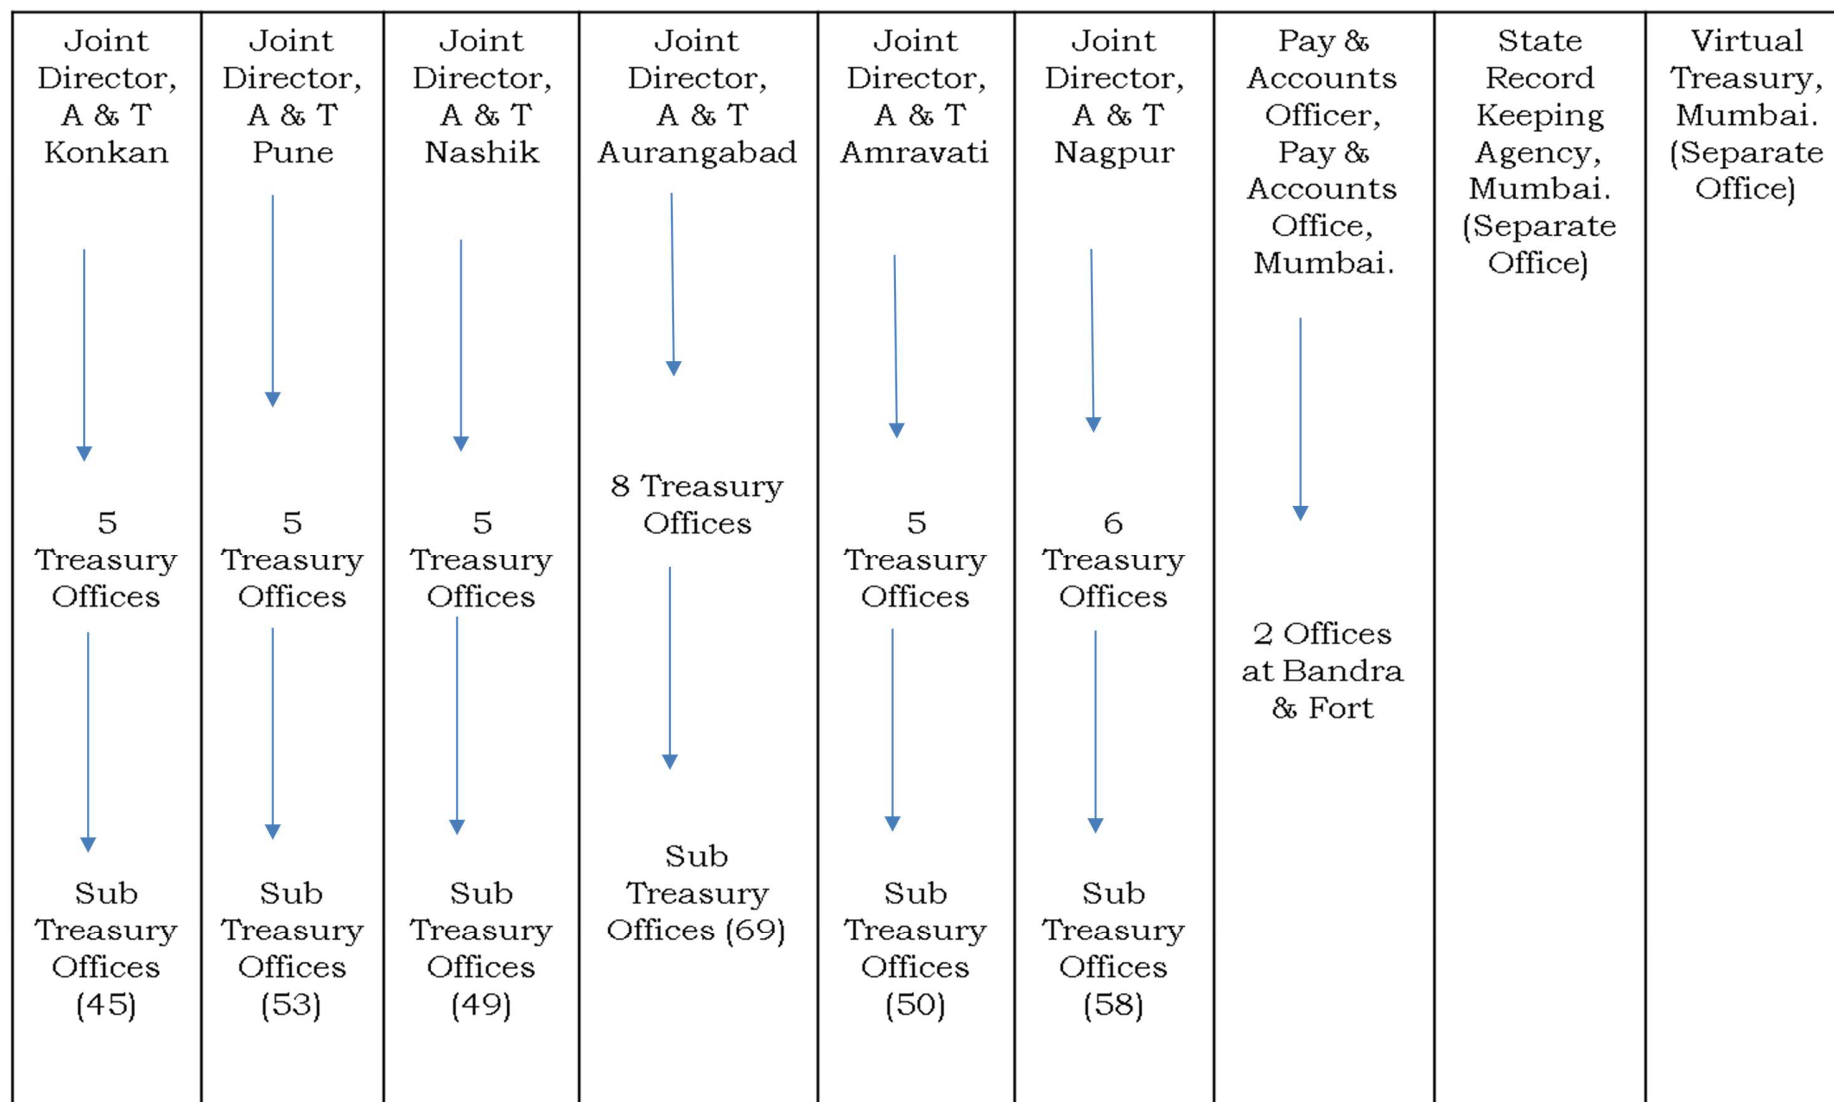 Joint
Director,
A & T
Konkan
5
Treasury
Offices
Sub
Treasury
Offices
(45)
Joint
Director,
A & T
Pune
5
Treasury
Offices
Sub
Treasury
Offices
(53)
Joint
Director,
A & T
Nashik
5
Treasury
Offices
Sub
Treasury
Offices
(49)
Joint
Director,
A & T
Aurangabad
8 Treasury
Offices
Sub
Treasury
Offices (69)
Joint
Director,
A & T
Amravati
5
Treasury
Offices
Sub
Treasury
Offices
(50)
Joint
Director,
A & T
Nagpur
6
Treasury
Offices
Sub
Treasury
Offices
(58)
Pay &
Accounts
Officer,
Pay &
Accounts
Office,
Mumbai.
2 Offices
at Bandra
& Fort
State
Record
Keeping
Agency,
Mumbai.
(Separate
Office)
Virtual
Treasury,
Mumbai.
(Separate
Office)